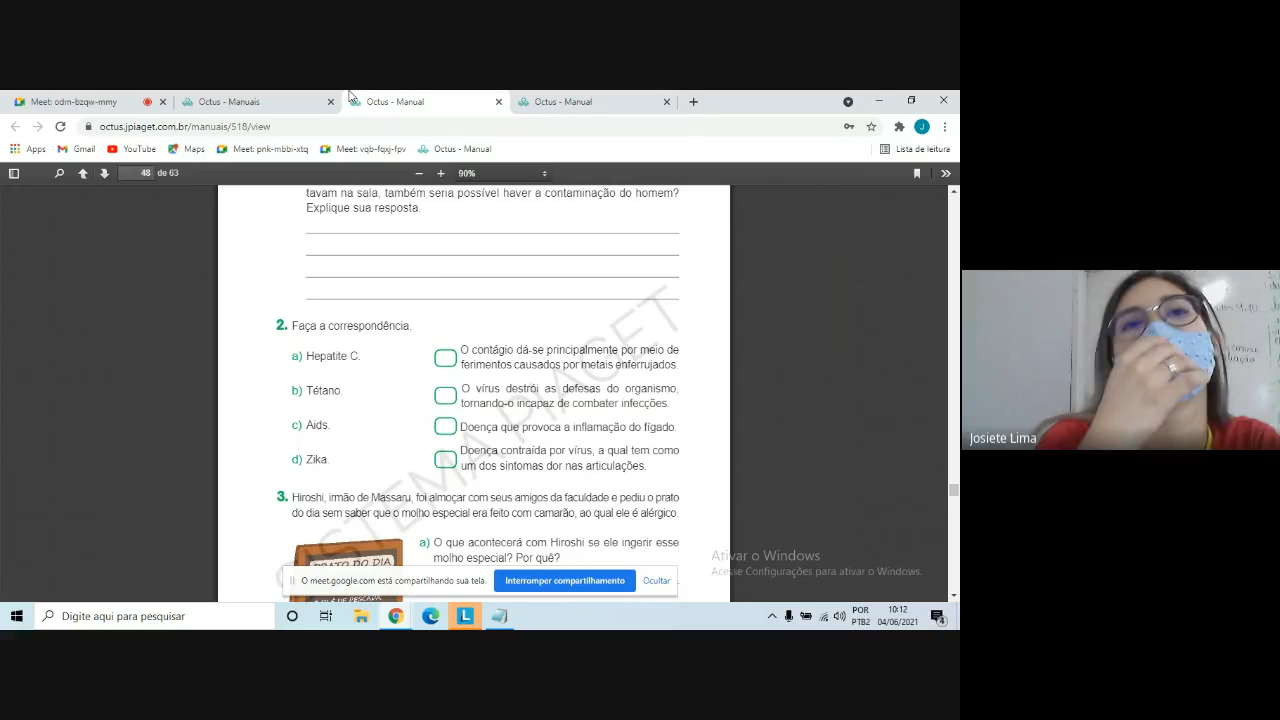 Meet: odm-bzqw-mmy
Octus - Manuais
Octus - Manual
Octus - Manual
octus.jpiaget.com.br/manuais/518/view
J
Apps
Gmail
YouTube
Maps
Meet: pnk-mbbi-xtq
Meet: vqb-fqxj-fpv
Octus - Manual
Lista de leitura
48 de 63
90%
tavam na sala, também seria possível haver a contaminação do homem?
Explique sua resposta.
2. Faça a correspondência.
a) Hepatite C.
O contágio dá-se principalmente por meio de
ferimentos causados por metais enferrujados.
b) Tétano.
O vírus destrói as defesas do organismo,
tornando-o incapaz de combater infecções.
c) Aids.
Doença que provoca a inflamação do fígado.
d) Zika.
Doença contraída por vírus, a qual tem como
um dos sintomas dor nas articulações.
SISTEMA PIAGET
3. Hiroshi, irmão de Massaru, foi almoçar com seus amigos da faculdade e pediu o prato
do dia sem saber que o molho especial era feito com camarão, ao qual ele é alérgico.
a) O que acontecerá com Hiroshi se ele ingerir esse
molho especial? Por quê?
PRATO DO DIA
O meet.google.com está compartilhando sua tela.
Interromper compartilhamento
Ocultar
Ativar o Windows
Acesse Configurações para ativar o Windows.
Josiete Lima
Digite aqui para pesquisar
L
POR
PTB2
10:12
04/06/2021
4